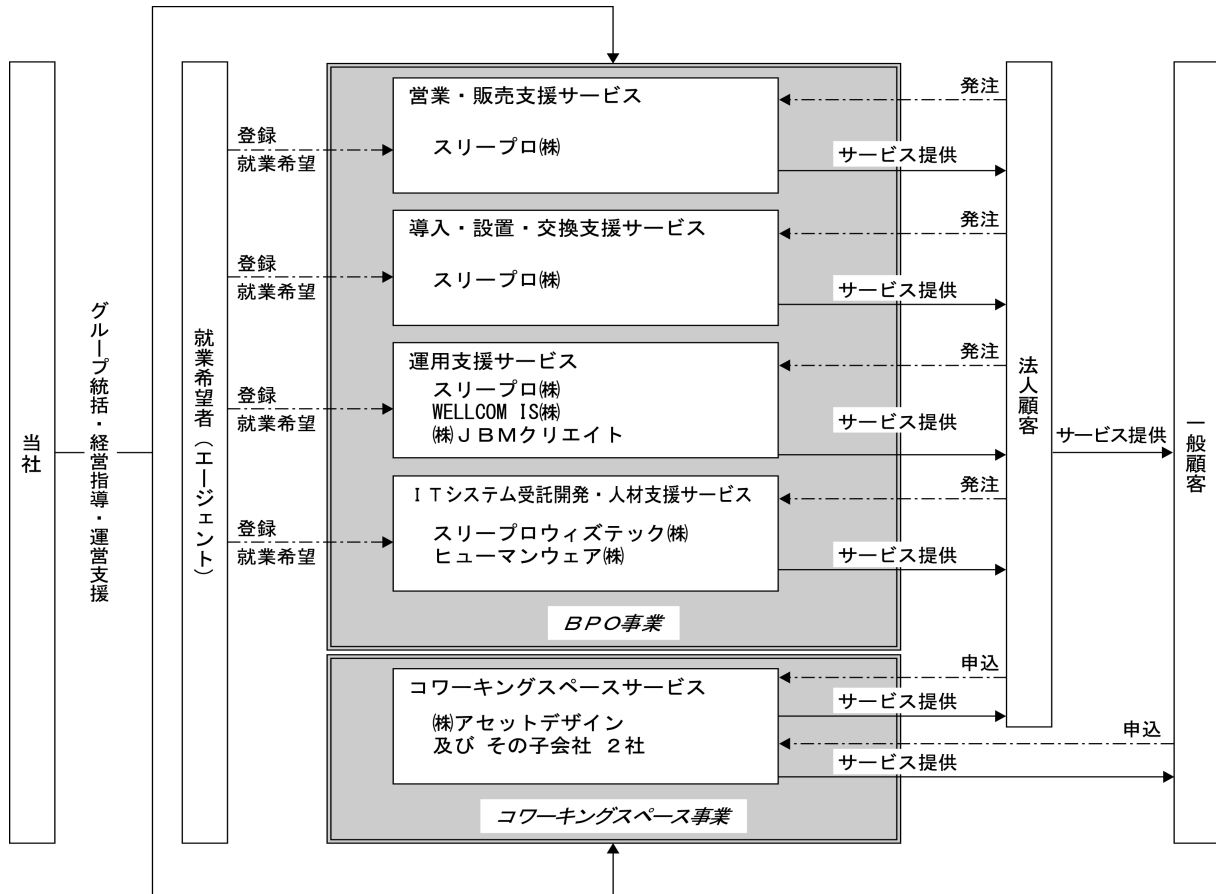 当社
グループ統括・経営指導・運営支援
就業希望者（エージェント）
登録
就業希望
営業・販売支援サービス
スリープロ㈱
発注
サービス提供
登録
就業希望
導入・設置・交換支援サービス
スリープロ㈱
発注
サービス提供
登録
就業希望
運用支援サービス
スリープロ㈱
WELLCOM IS㈱
㈱ＪＢＭクリエイト
発注
サービス提供
登録
就業希望
ＩＴシステム受託開発・人材支援サービス
スリープロウィズテック㈱
ヒューマンウェア㈱
発注
サービス提供
ＢＰＯ事業
コワーキングスペースサービス
㈱アセットデザイン
及び その子会社 ２社
申込
サービス提供
申込
サービス提供
コワーキングスペース事業
法人顧客
サービス提供
一般顧客